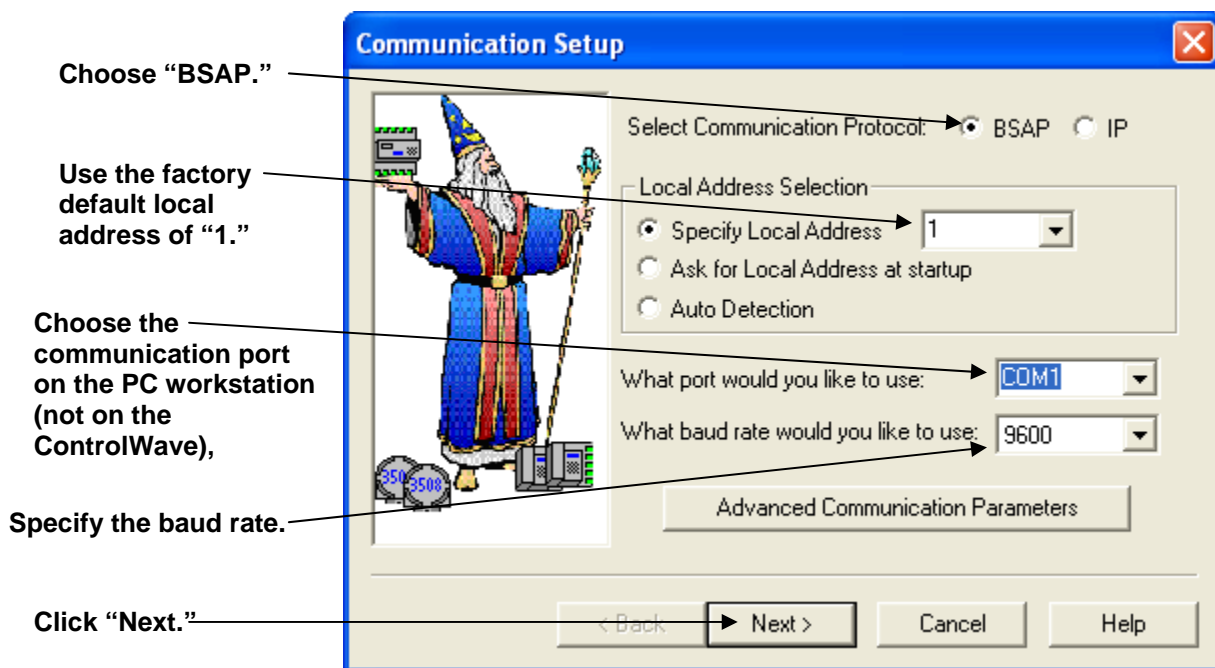 Communication Setup
Choose “BSAP.”
Select Communication Protocol: BSAP IP
Use the factory
default local
address of “1.”
Local Address Selection
Specify Local Address 1
Ask for Local Address at startup
Auto Detection
Choose the
communication port
on the PC workstation
(not on the
ControlWave),
What port would you like to use: COM1
What baud rate would you like to use: 9600
350
3508
Specify the baud rate.
Advanced Communication Parameters
Click “Next.”
< Back Next > Cancel Help